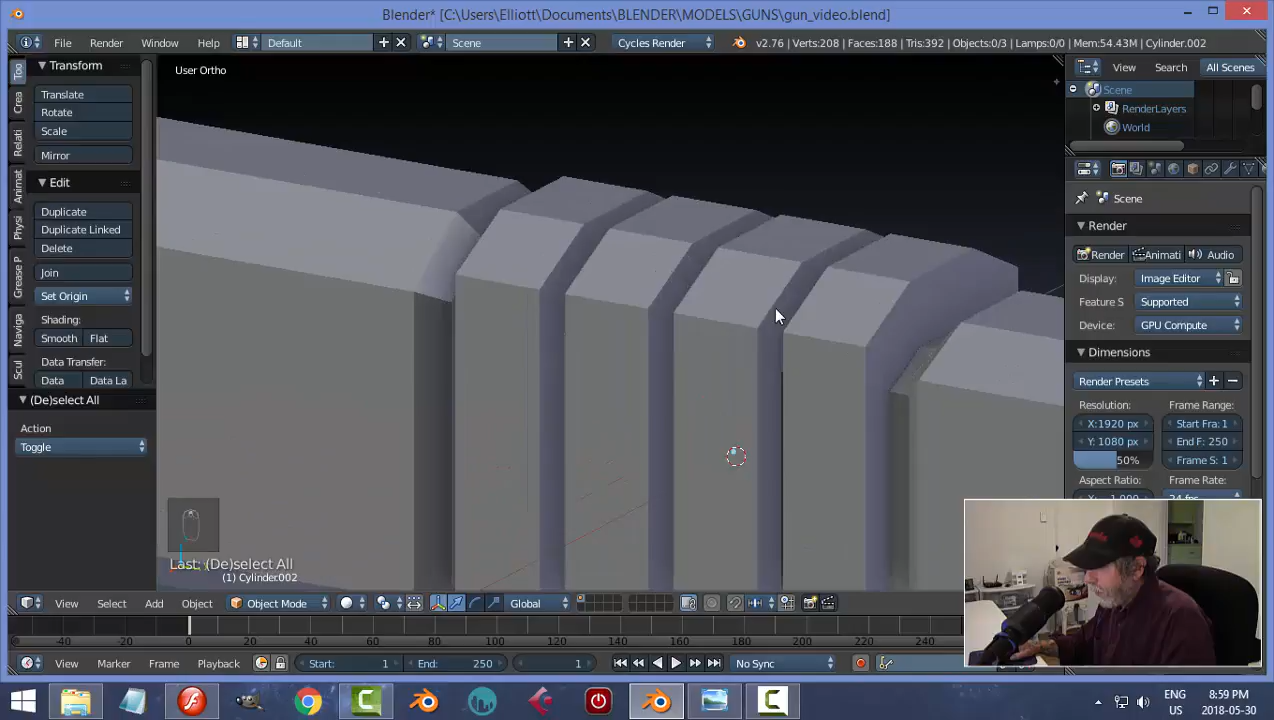 Blender* [C:\Users\Elliott\Documents\BLENDER\MODELS\GUNS\gun_video.blend]
File Render Window Help Default Scene Cycles Render v2.76 | Verts:208 | Faces:188 | Tris:392 | Objects:0/3 | Lamps:0/0 | Mem:54.43M | Cylinder.002
Transform
Translate
Rotate
Scale
Mirror
Edit
Duplicate
Duplicate Linked
Delete
Join
Set Origin
Shading:
Smooth Flat
Data Transfer:
Data Data La
(De)select All
Action
Toggle
Too
Crea
Relati
Animat
Physi
Grease P
Naviga
Scul
User Ortho
Last: (De)select All
(1) Cylinder.002
View Search All Scenes
Scene
RenderLayers
World
Scene
Render
Render Animati Audio
Display: Image Editor
Feature S Supported
Device: GPU Compute
Dimensions
Render Presets
Resolution: Frame Range:
X:1920 px Start Fra: 1
Y: 1080 px End F: 250
50% Frame S: 1
Aspect Ratio: Frame Rate:
View Select Add Object Object Mode Global
-40 -20 0 20 40 60 80 100 120 140 160 180 200 220 240
View Marker Frame Playback Start: 1 End: 250 1 No Sync
ENG 8:59 PM
US 2018-05-30